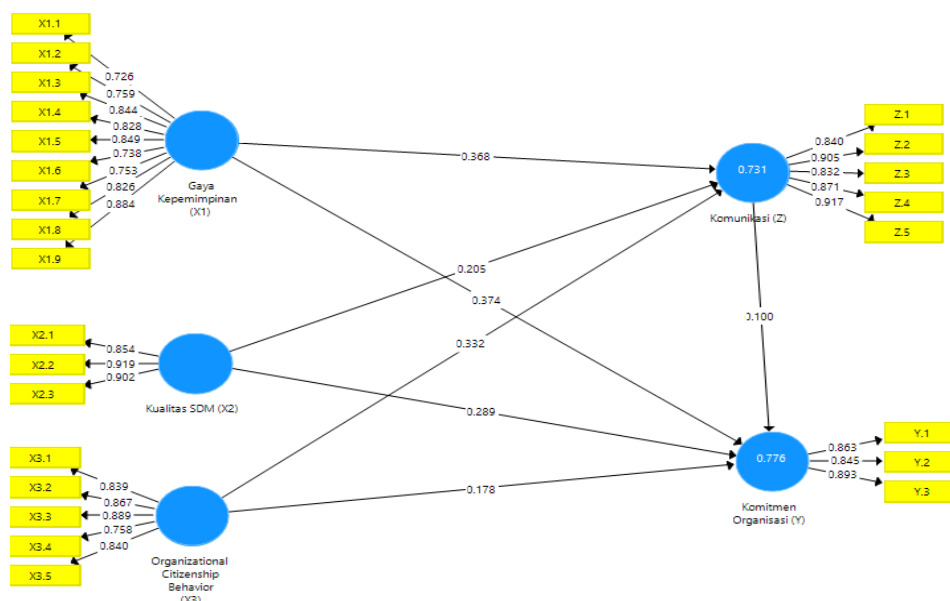 X1.1
X1.2
X1.3
X1.4
X1.5
X1.6
X1.7
X1.8
X1.9
0.726
0.759
0.844
0.828
0.849
0.738
0.753
0.826
0.884
Gaya
Kepemimpinan
(X1)
X2.1
X2.2
X2.3
0.854
0.919
0.902
Kualitas SDM (X2)
X3.1
X3.2
X3.3
X3.4
X3.5
0.839
0.867
0.889
0.758
0.840
Organizational
Citizenship
Behavior
(X3)
0.368
0.205
0.374
0.332
0.289
0.178
0.100
0.731
Komunikasi (Z)
0.840
0.905
0.832
0.871
0.917
Z.1
Z.2
Z.3
Z.4
Z.5
0.776
Komitmen
Organisasi (Y)
0.863
0.845
0.893
Y.1
Y.2
Y.3